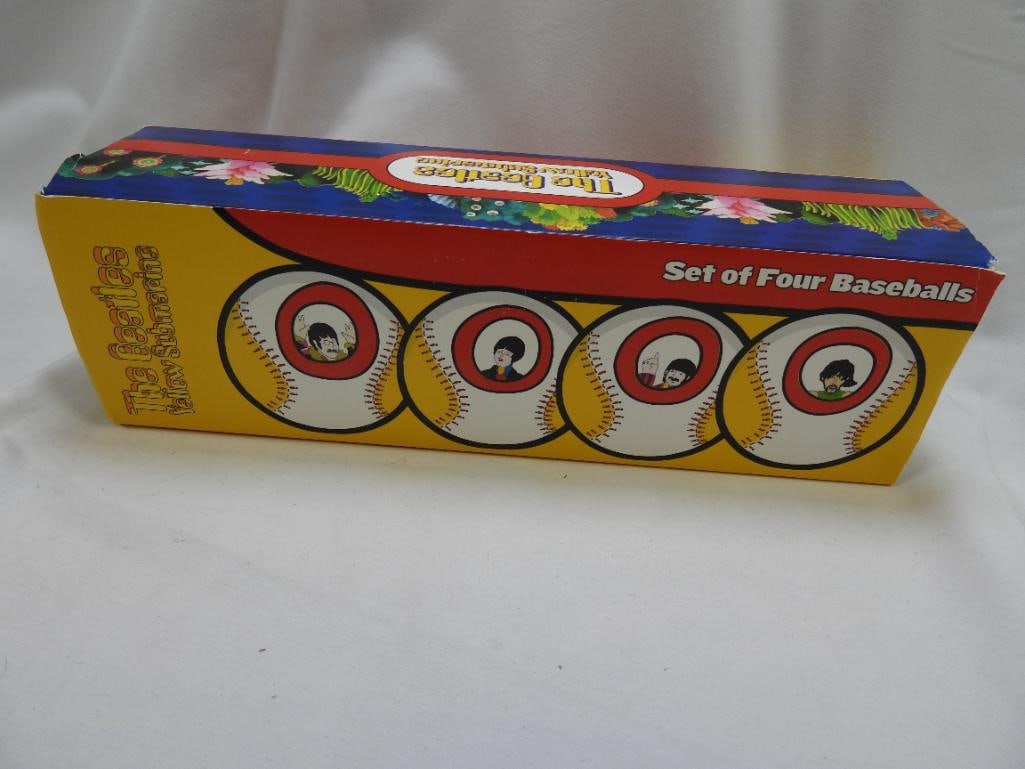 The Beatles
Yellow Submarine
Set of Four Baseballs
The Beatles
Yellow Submarine